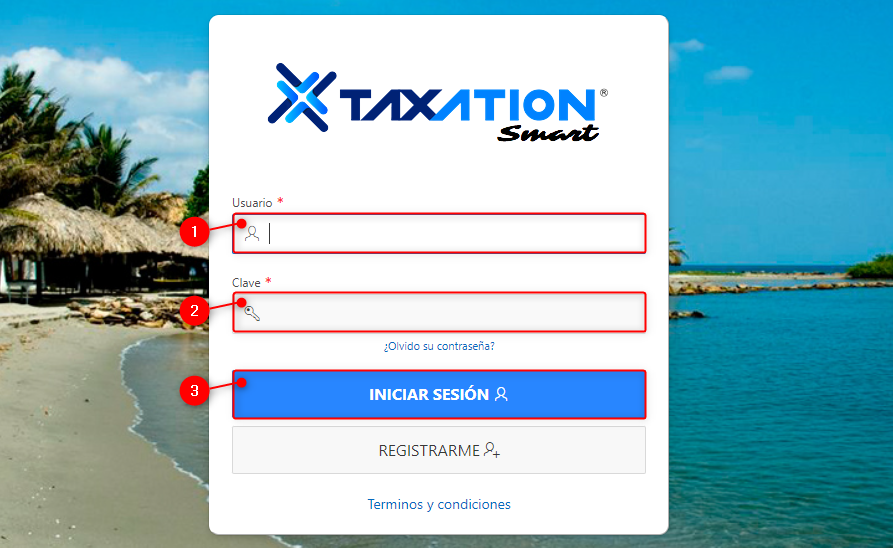 TAXATION®
Smart
Usuario *
1
Clave *
2
¿Olvido su contraseña?
3
INICIAR SESIÓN
REGISTRARME
Terminos y condiciones